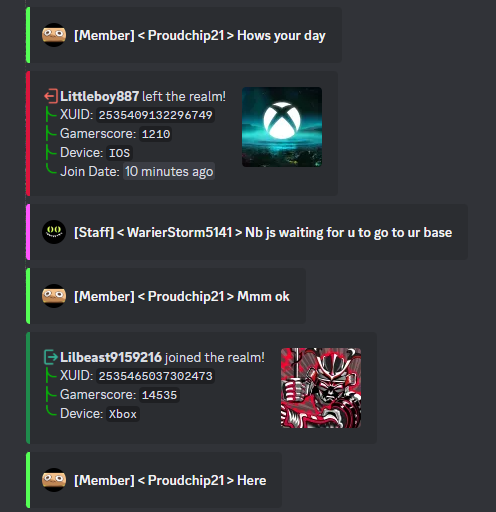 [Member] < Proudchip21 > Hows your day
Littleboy887 left the realm!
XUID: 2535409132296749
Gamerscore: 1210
Device: IOS
Join Date: 10 minutes ago
[Staff] < WarierStorm5141 > Nb js waiting for u to go to ur base
[Member] < Proudchip21 > Mmm ok
Lilbeast9159216 joined the realm!
XUID: 2535465037302473
Gamerscore: 14535
Device: Xbox
[Member] < Proudchip21 > Here